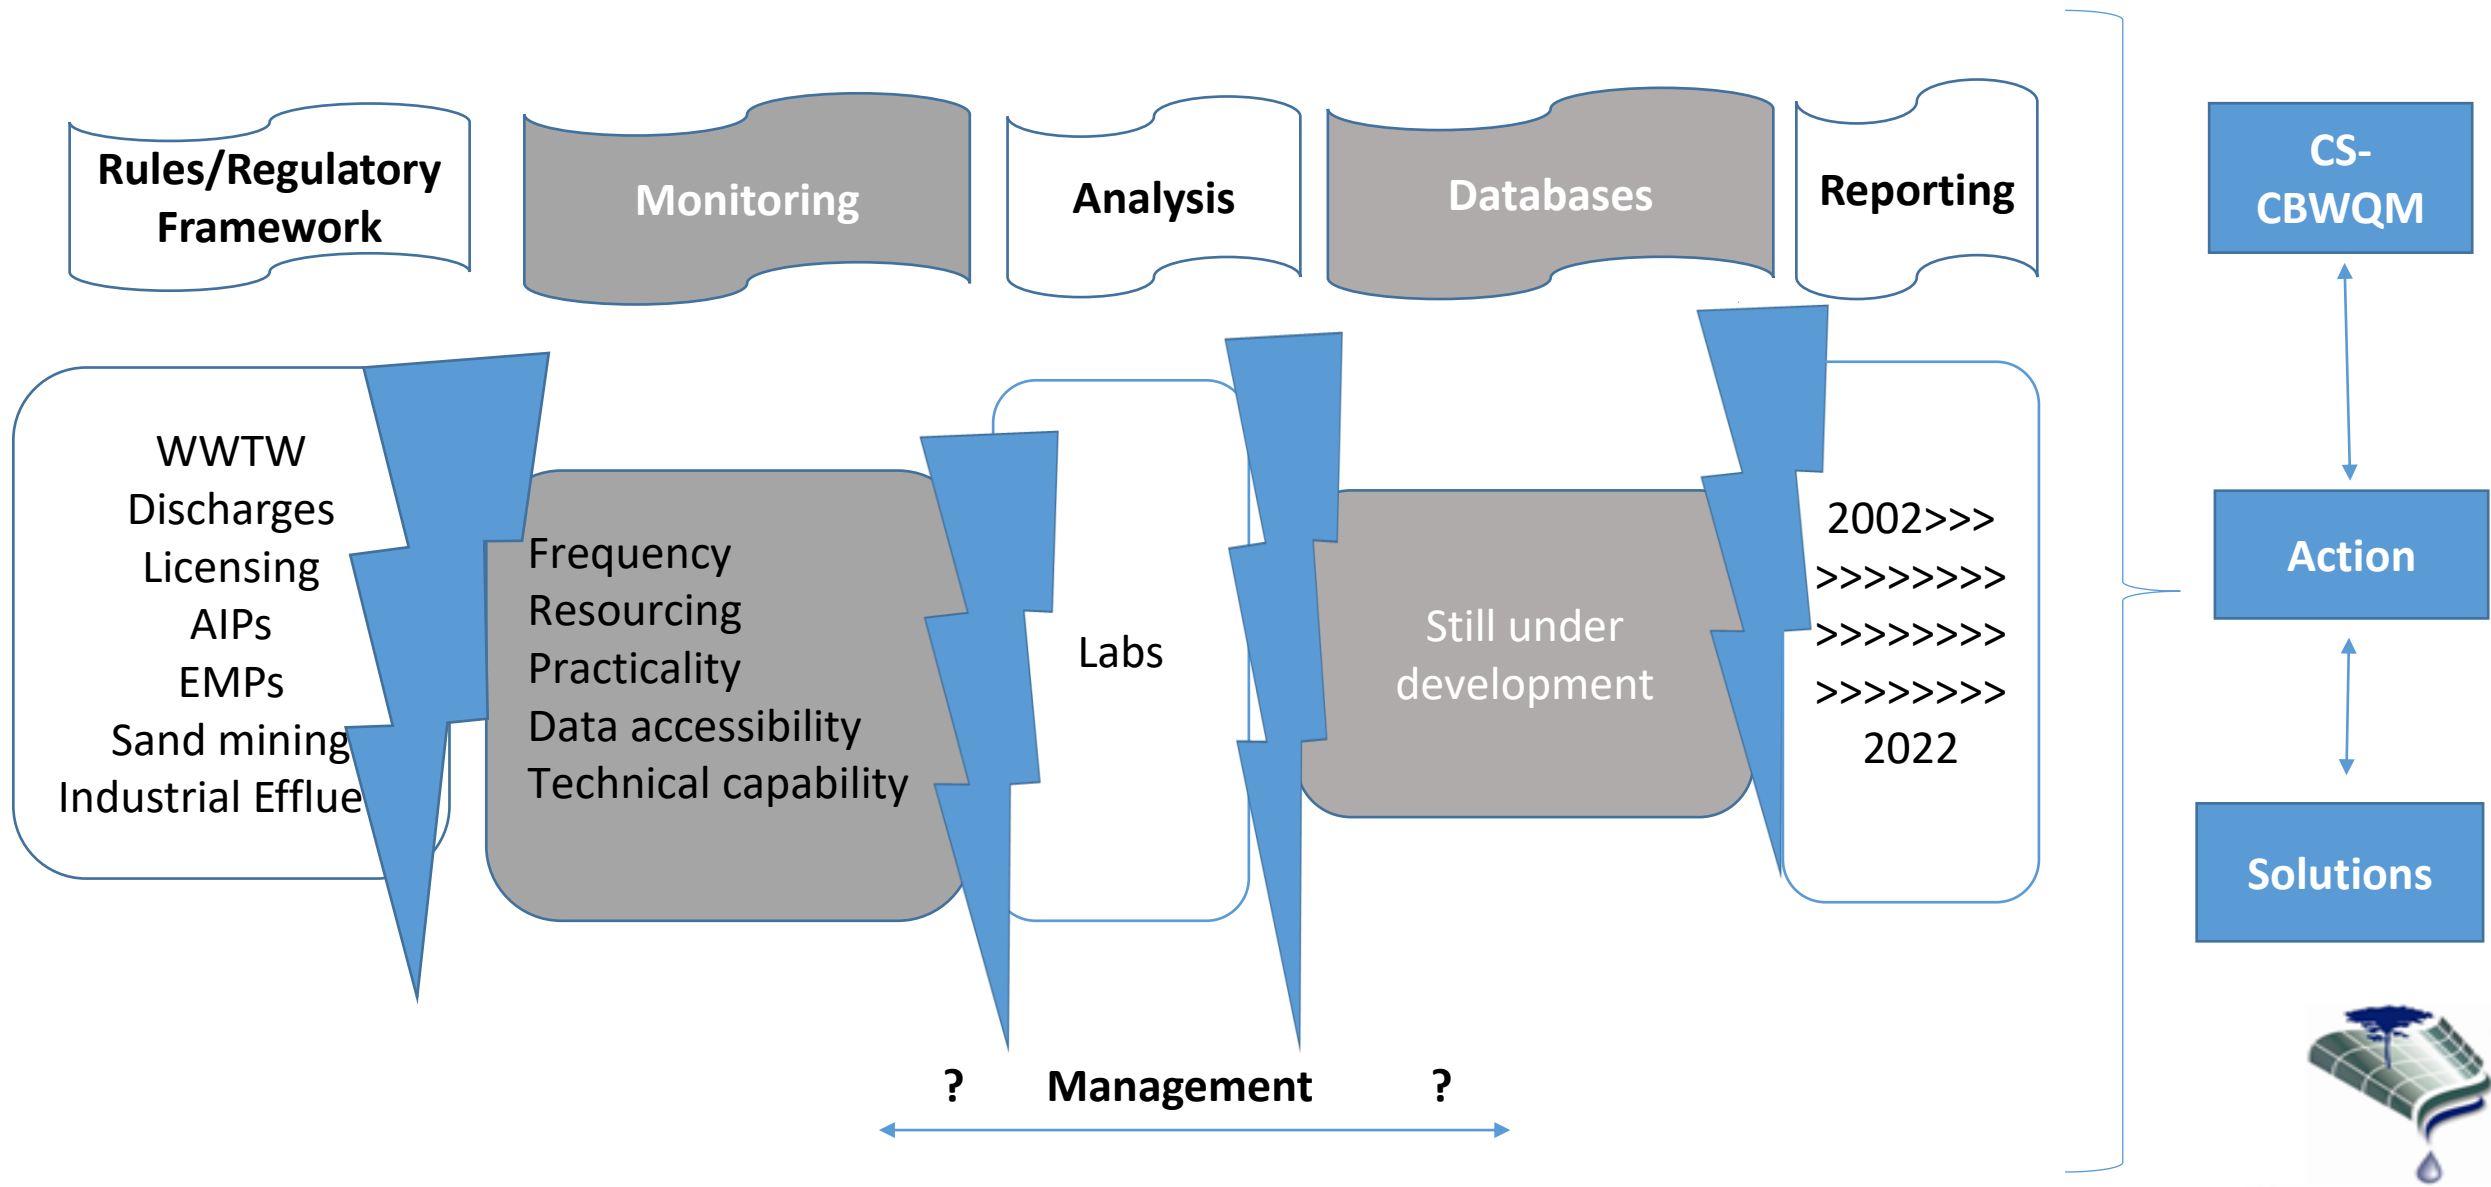 Rules/Regulatory
Framework
Monitoring
Analysis
Databases
Reporting
CS-
CBWQM
WWTW
Discharges
Licensing
AIPs
EMPs
Sand mining
Industrial Efflue
Frequency
Resourcing
Practicality
Data accessibility
Technical capability
Labs
Still under
development
2002>>>
>>>>>>>>
>>>>>>>>
>>>>>>>>
2022
Action
Solutions
? Management ?